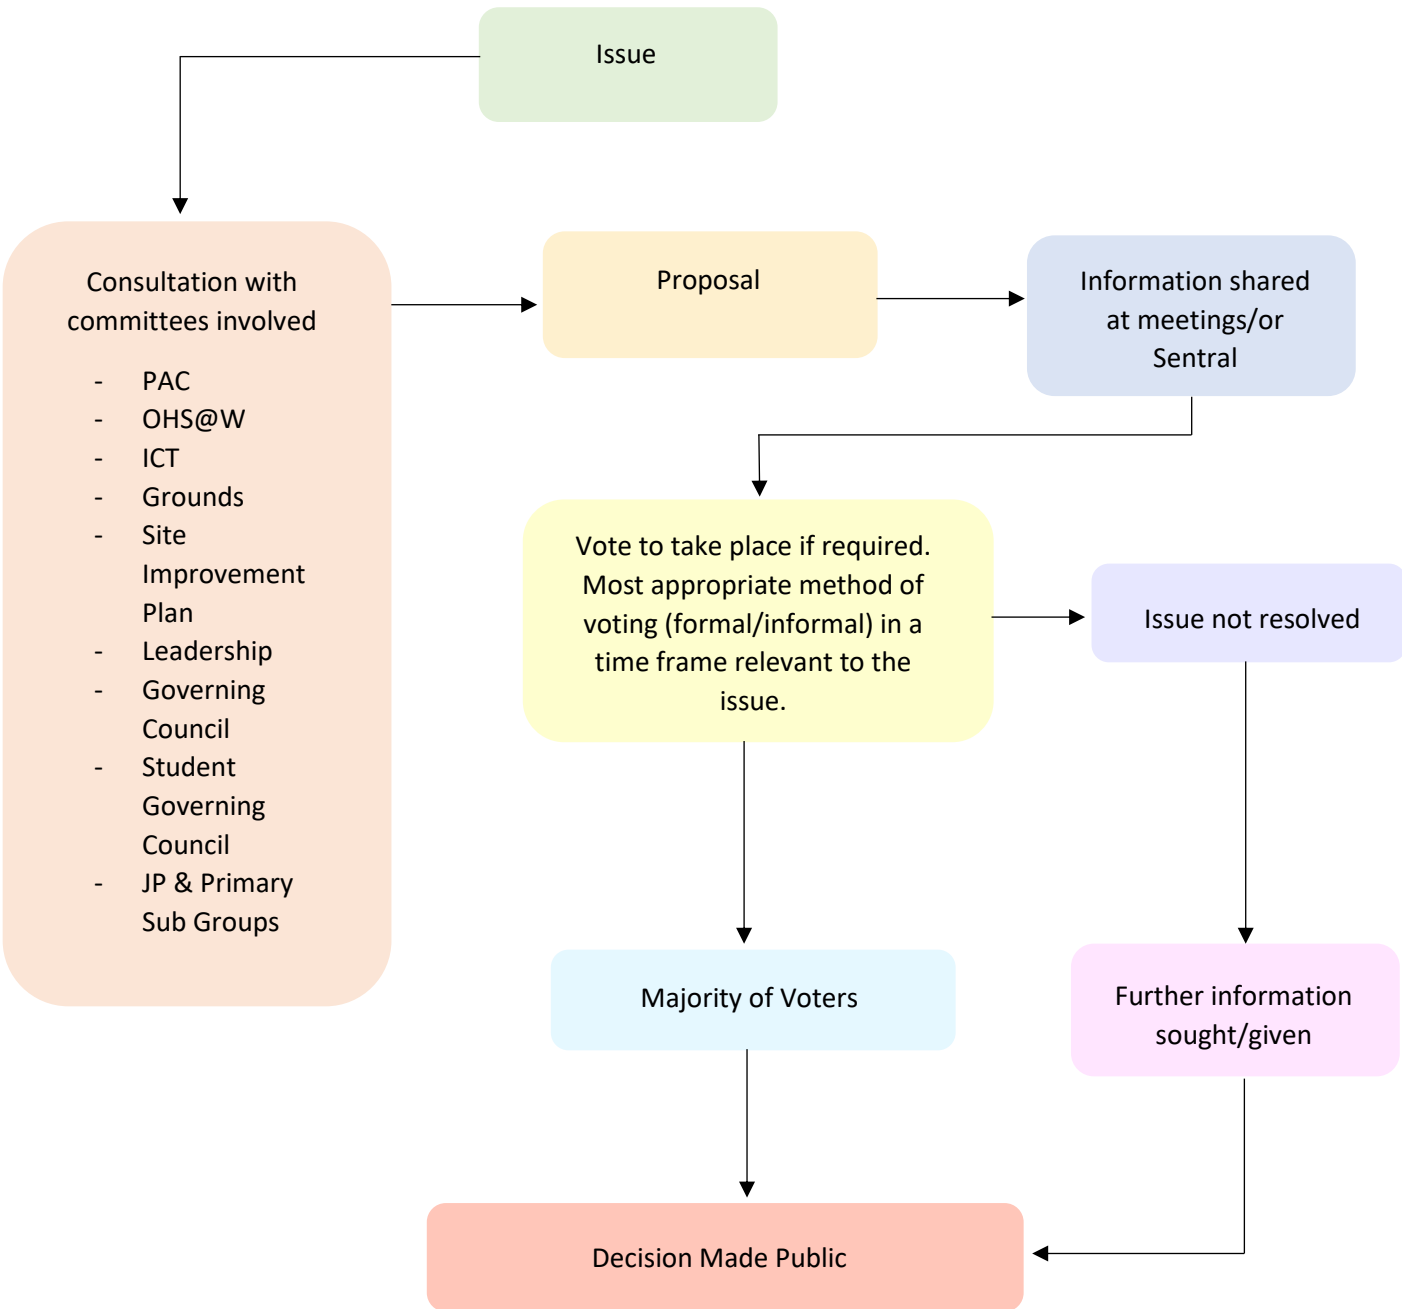 Issue
Consultation with
committees involved
- PAC
- OHS@W
- ICT
- Grounds
- Site
Improvement
Plan
- Leadership
- Governing
Council
- Student
Governing
Council
- JP & Primary
Sub Groups
Proposal
Information shared
at meetings/or
Sentral
Vote to take place if required.
Most appropriate method of
voting (formal/informal) in a
time frame relevant to the
issue.
Issue not resolved
Majority of Voters
Further information
sought/given
Decision Made Public